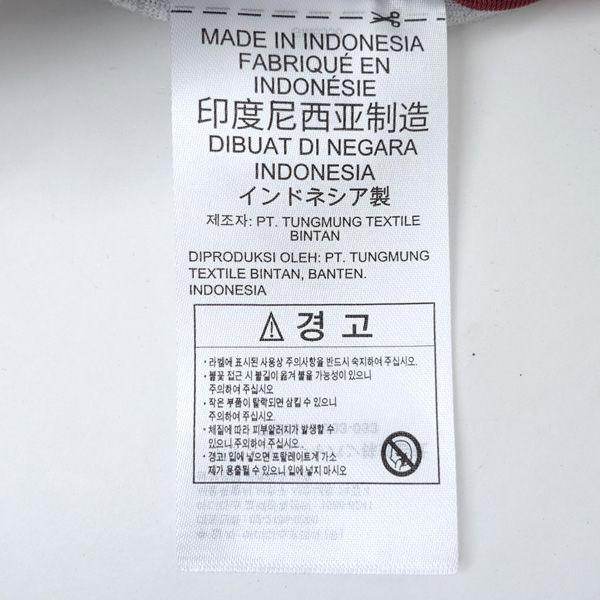 MADE IN INDONESIA
FABRIQUÉ EN
INDONÉSIE
印度尼西亚制造
DIBUAT DI NEGARA
INDONESIA
インドネシア製
제조자: PT. TUNGMUNG TEXTILE
BINTAN
DIPRODUKSI OLEH: PT. TUNGMUNG
TEXTILE BINTAN, BANTEN.
INDONESIA
경 고
• 라벨에 표시된 사용상 주의사항을 반드시 숙지하여 주십시오.
• 불꽃 접근 시 불길이 옮겨 붙을 가능성이 있으니
주의하여 주십시오
• 작은 부품이 탈락되면 삼킬 수 있으니
주의하여 주십시오.
• 체질에 따라 피부알러지가 발생할 수
있으니 주의하여 주십시오.
• 경고! 입에 넣으면 프탈레이트계 가소
제가 용출될 수 있으니 입에 넣지 마시오